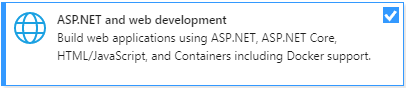 ASP.NET and web development
Build web applications using ASP.NET, ASP.NET Core,
HTML/JavaScript, and Containers including Docker support.